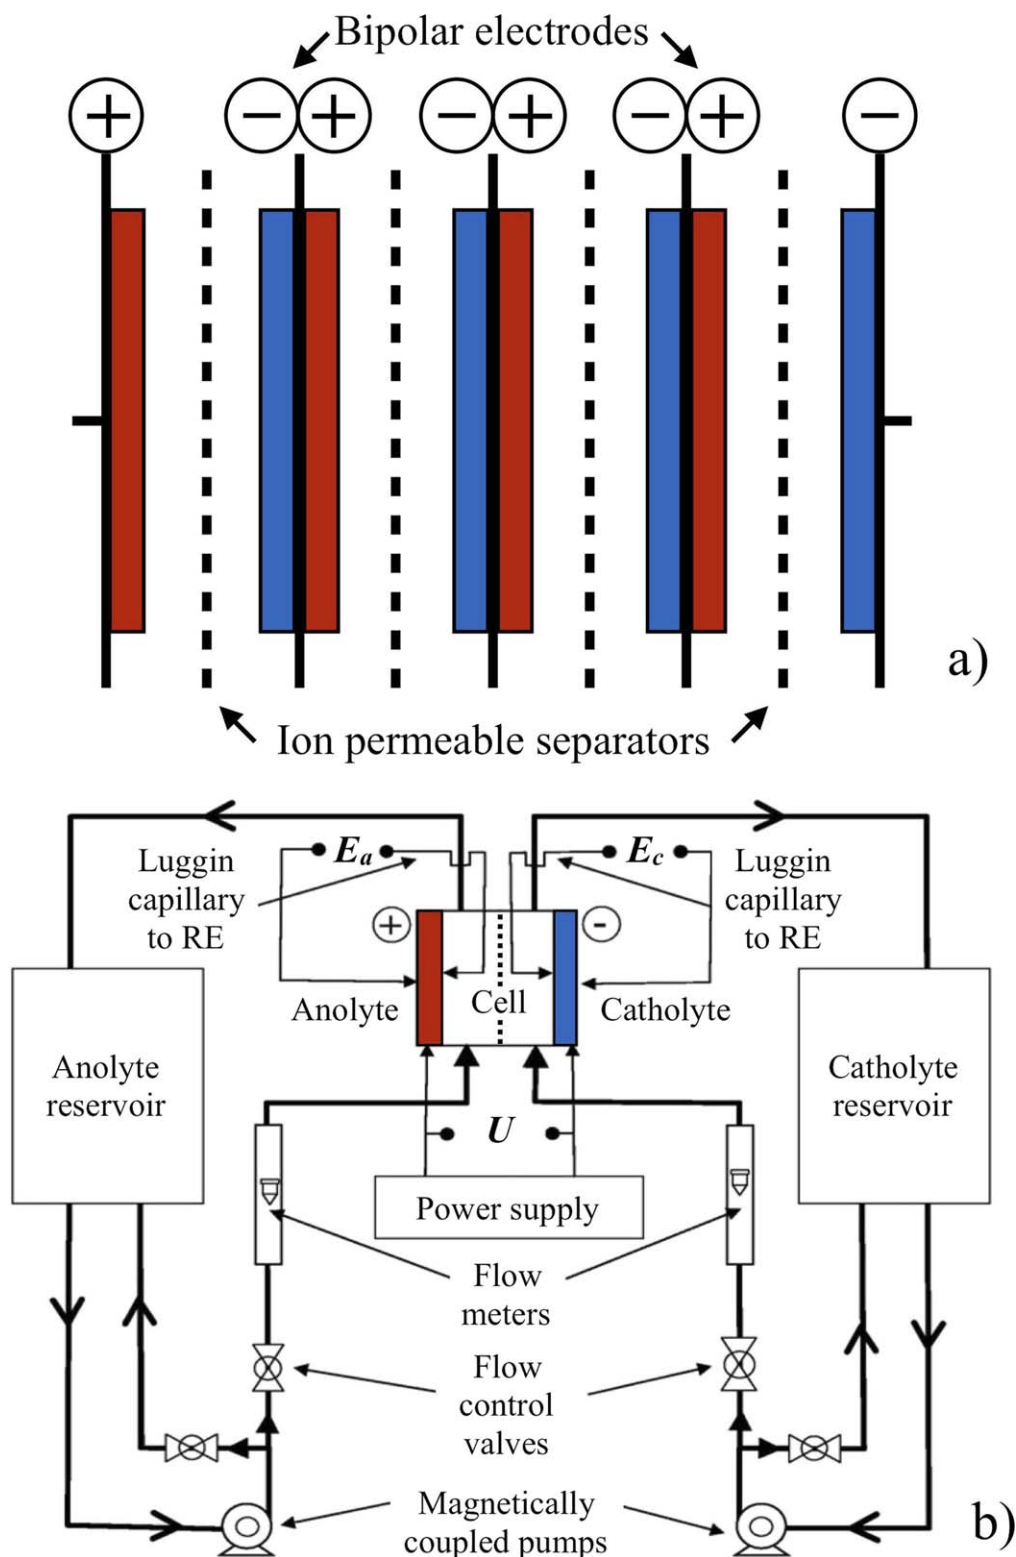 Bipolar electrodes
+ − + − + − + −
a)
Ion permeable separators
Luggin
capillary
to RE
Eₐ
E꜀
Luggin
capillary
to RE
+
-
Anolyte
Cell
Catholyte
Anolyte
reservoir
Catholyte
reservoir
U
Power supply
Flow
meters
Flow
control
valves
Magnetically
coupled pumps
b)